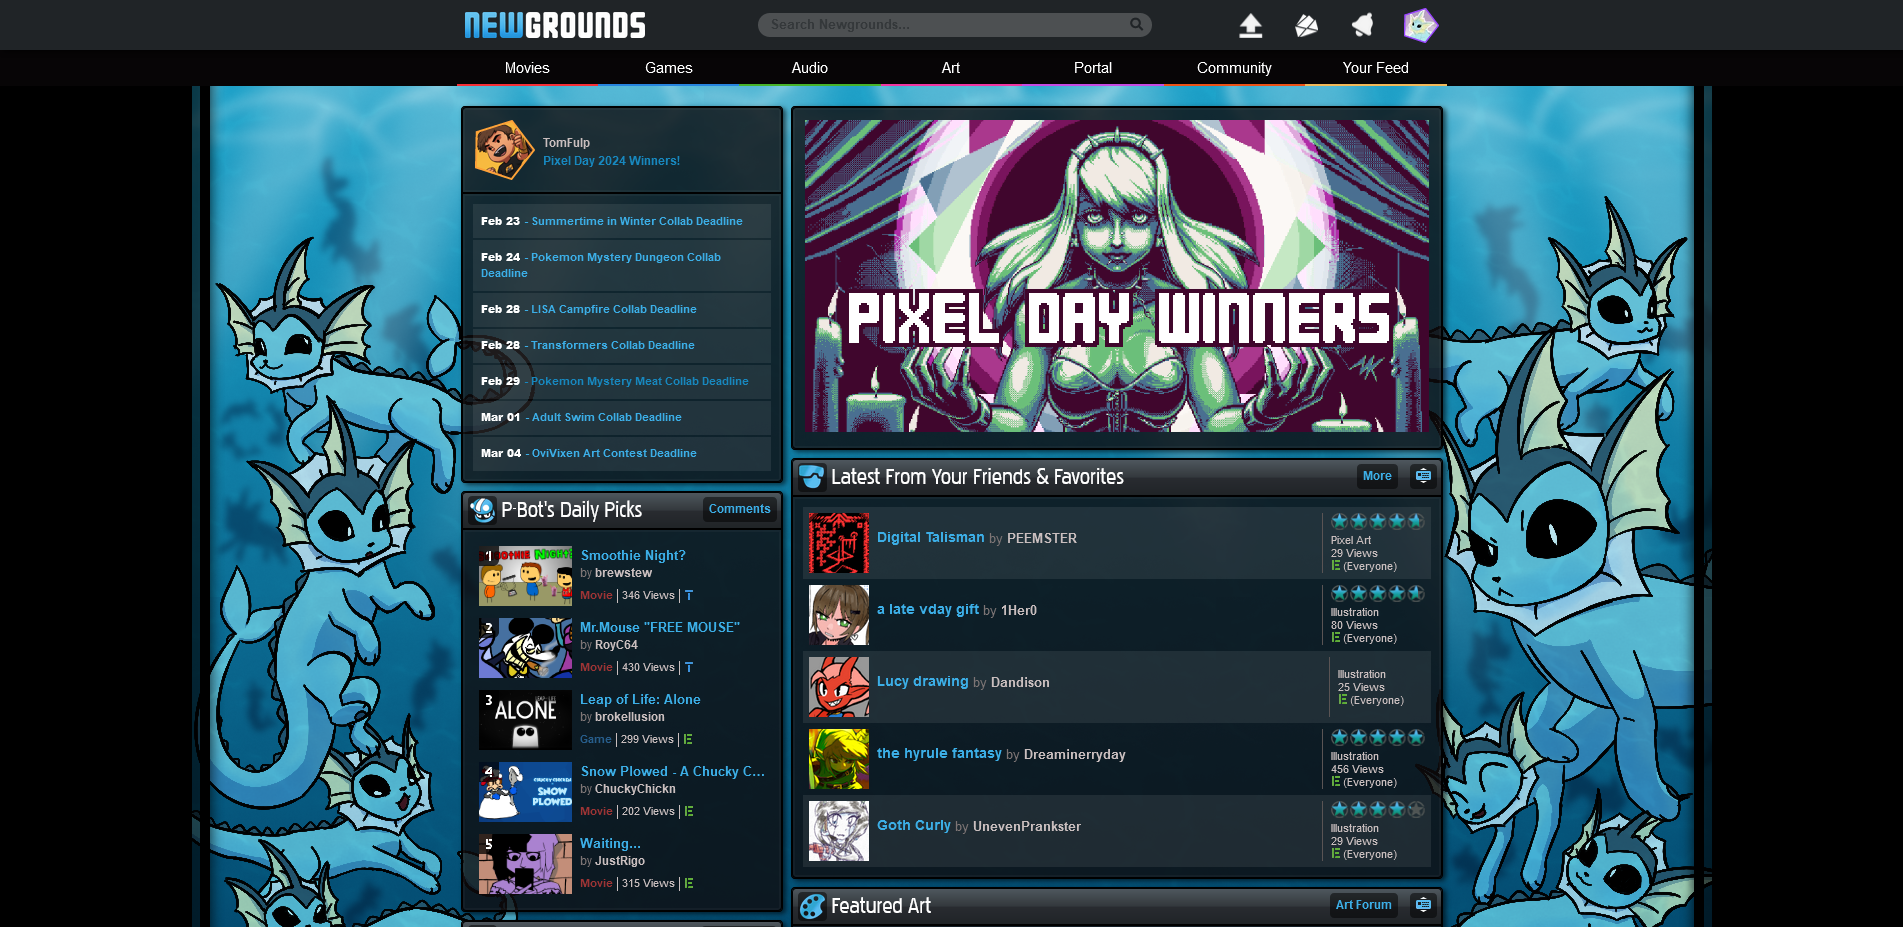 NEWGROUNDS
Search Newgrounds...
Movies
Games
Audio
Art
Portal
Community
Your Feed
TomFulp
Pixel Day 2024 Winners!
Feb 23 - Summertime in Winter Collab Deadline
Feb 24 - Pokemon Mystery Dungeon Collab
Deadline
Feb 28 - LISA Campfire Collab Deadline
Feb 28 - Transformers Collab Deadline
Feb 29 - Pokemon Mystery Meat Collab Deadline
Mar 01 - Adult Swim Collab Deadline
Mar 04 - OviVixen Art Contest Deadline
P-Bot's Daily Picks
Comments
1
Smoothie Night?
by brewstew
Movie | 346 Views | T
2
Mr.Mouse "FREE MOUSE"
by RoyC64
Movie | 430 Views | T
3
LEAP OF LIFE
ALONE
Leap of Life: Alone
by brokellusion
Game | 299 Views | E
4
CHUCKY CHICKN
SNOW
PLOWED
Snow Plowed - A Chucky C...
by ChuckyChickn
Movie | 202 Views | E
5
Waiting...
by JustRigo
Movie | 315 Views | E
PIXEL DAY WINNERS
Latest From Your Friends & Favorites
More
Digital Talisman by PEEMSTER
Pixel Art
29 Views
E (Everyone)
a late vday gift by 1Her0
Illustration
80 Views
E (Everyone)
Lucy drawing by Dandison
Illustration
25 Views
E (Everyone)
the hyrule fantasy by Dreaminerryday
Illustration
456 Views
E (Everyone)
Goth Curly by UnevenPrankster
Illustration
29 Views
E (Everyone)
Featured Art
Art Forum